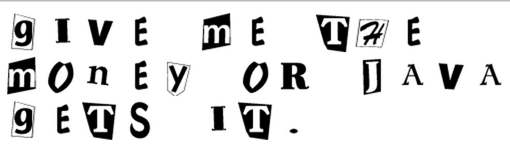 gIVE mE THE
mOnEy OR JAVA
gETS IT.